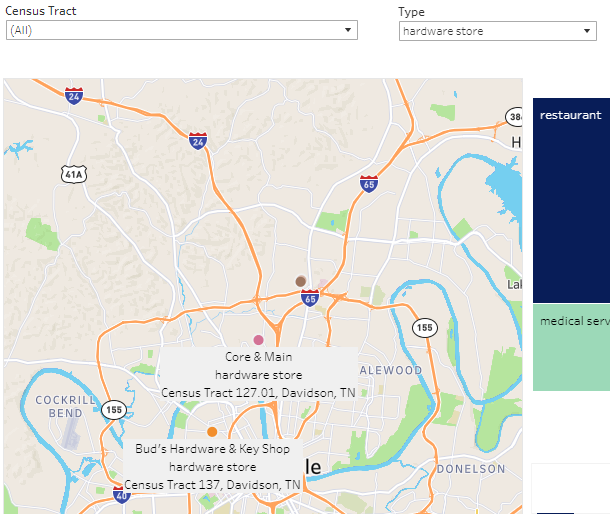 Census Tract
Type
(All)
hardware store
24
24
41A
65
65
155
restaurant
medical serv
Core & Main
hardware store
Census Tract 127.01, Davidson, TN
ALEWOOD
COCKRILL
BEND
155
Bud's Hardware & Key Shop
hardware store
Census Tract 137, Davidson, TN
le
DONELSON
40
H